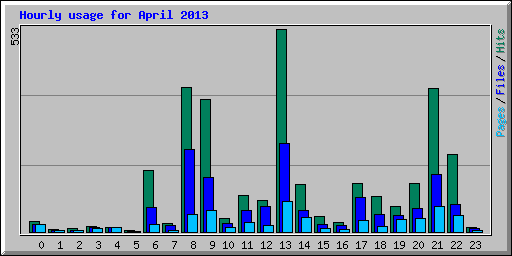 Hourly usage for April 2013
533
Pages / Files / Hits
0 1 2 3 4 5 6 7 8 9 10 11 12 13 14 15 16 17 18 19 20 21 22 23